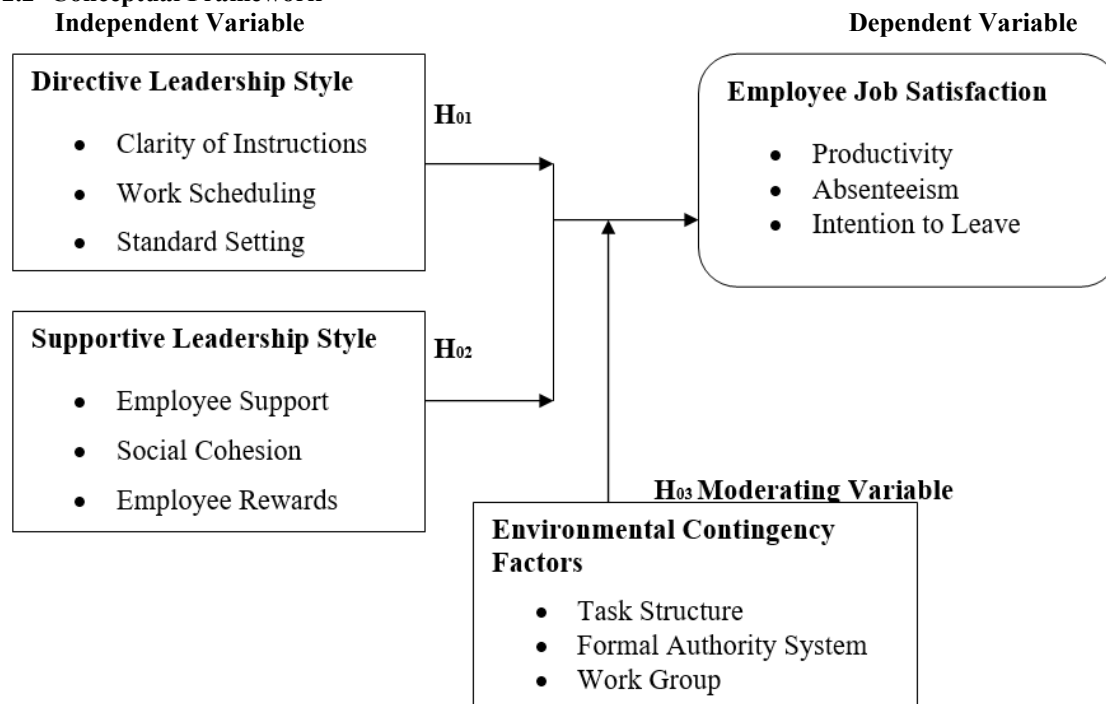 Independent Variable
Dependent Variable
Directive Leadership Style
• Clarity of Instructions
• Work Scheduling
• Standard Setting
H01
Employee Job Satisfaction
• Productivity
• Absenteeism
• Intention to Leave
Supportive Leadership Style
• Employee Support
• Social Cohesion
• Employee Rewards
H02
H03 Moderating Variable
Environmental Contingency
Factors
• Task Structure
• Formal Authority System
• Work Group